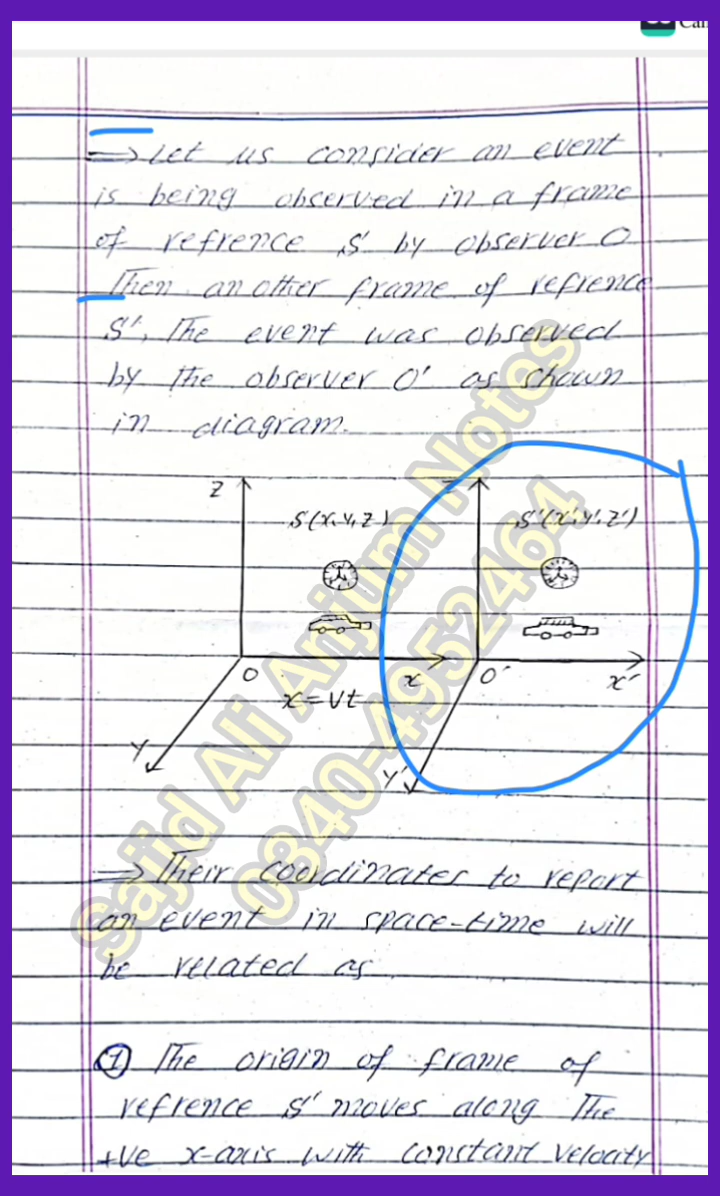 ⇒ Let us consider an event
is being observed in a frame
of refrence S by observer O
Then an other frame of refrence
S', The event was observed
by the observer O' as shown
in diagram.
Z
S(x,y,z)
S'(x',y',z')
O
x
O'
x'
x=vt
Y
Y'
⇒ Their coordinates to report
an event in space-time will
be related as
① The origin of frame of
refrence S' moves along The
+ve x-axis with constant velocity
Sajid Ali Anjum Notes
0340-4952464